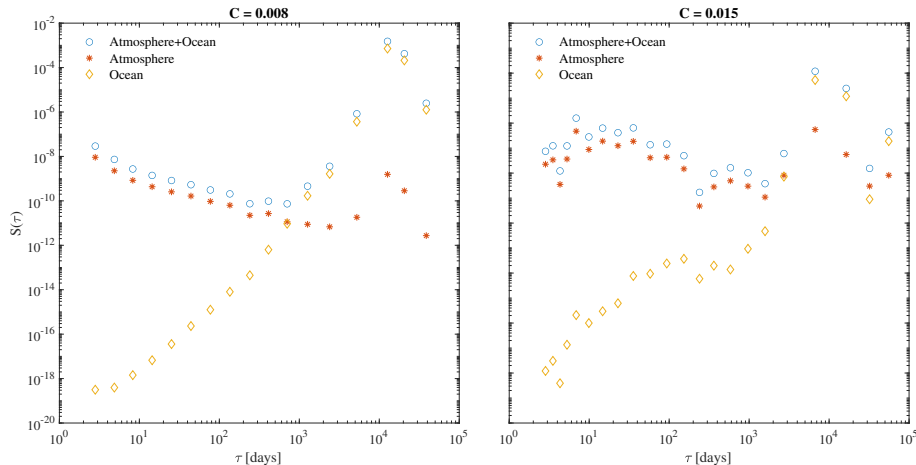 C = 0.008
C = 0.015
Atmosphere+Ocean
Atmosphere
Ocean
Atmosphere+Ocean
Atmosphere
Ocean
S(τ)
10^-2
10^-4
10^-6
10^-8
10^-10
10^-12
10^-14
10^-16
10^-18
10^-20
10^0
10^1
10^2
10^3
10^4
10^5
10^0
10^1
10^2
10^3
10^4
10^5
τ [days]
τ [days]